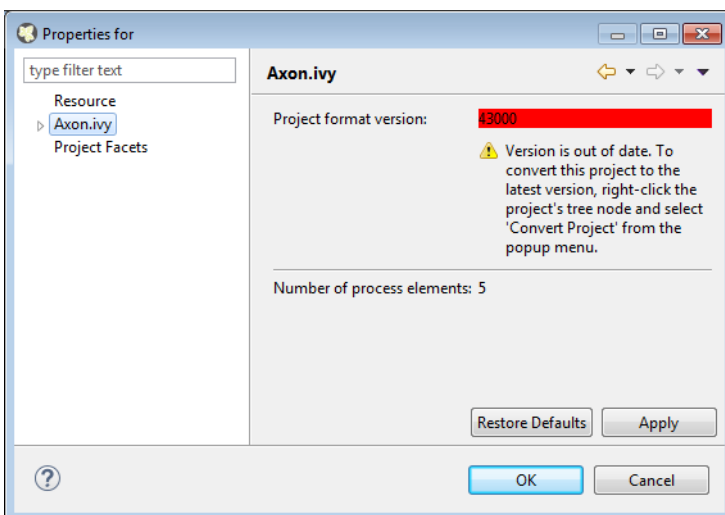 Properties for
type filter text
Resource
Axon.ivy
Project Facets
Axon.ivy
Project format version: 43000
Version is out of date. To
convert this project to the
latest version, right-click the
project's tree node and select
'Convert Project' from the
popup menu.
Number of process elements: 5
Restore Defaults Apply
OK Cancel